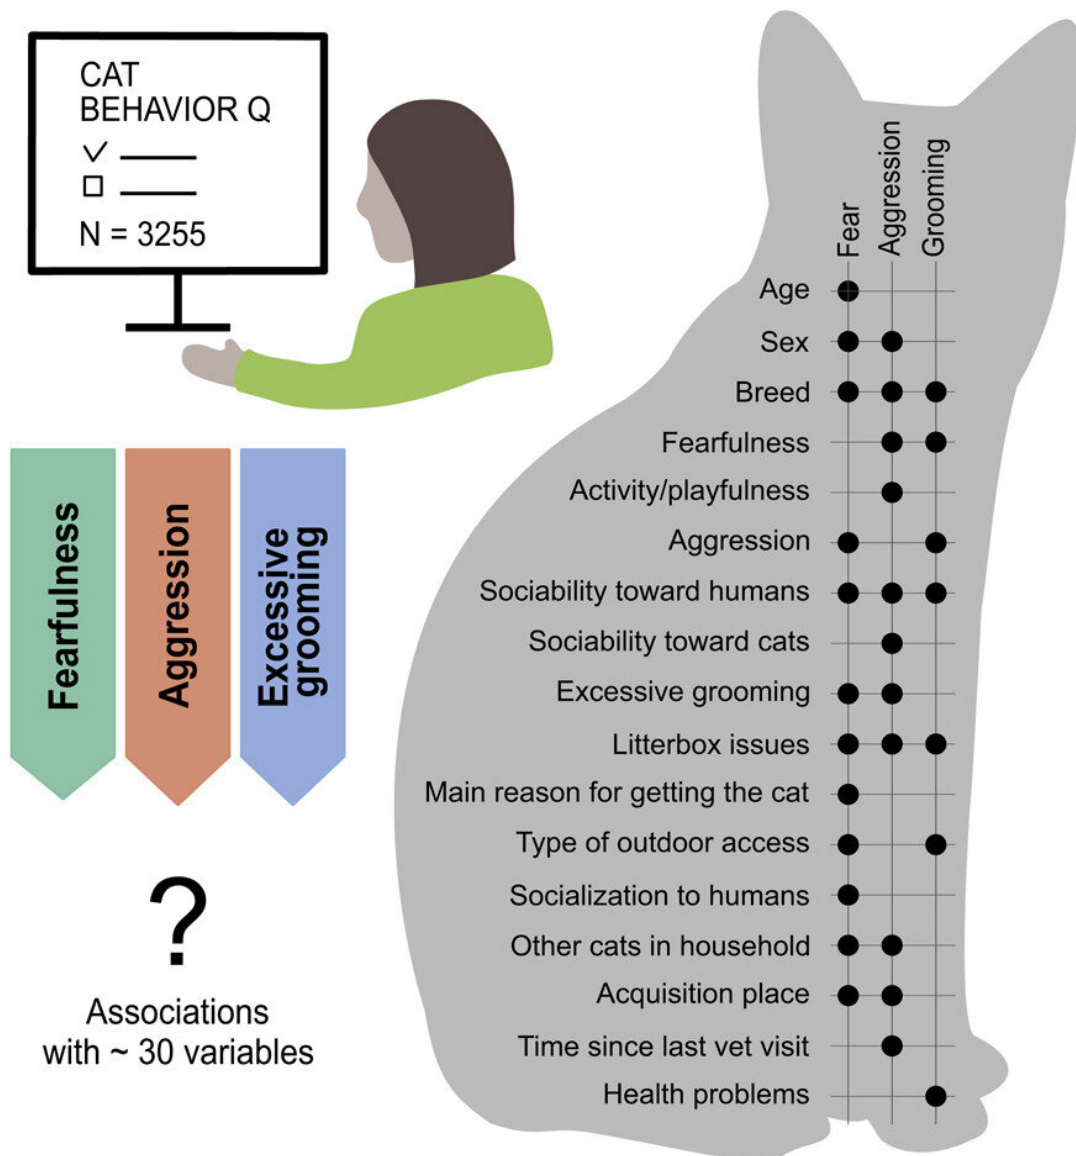 CAT
BEHAVIOR Q
N = 3255
Fearfulness
Aggression
Excessive
grooming
?
Associations
with ~ 30 variables
Fear
Aggression
Grooming
Age
Sex
Breed
Fearfulness
Activity/playfulness
Aggression
Sociability toward humans
Sociability toward cats
Excessive grooming
Litterbox issues
Main reason for getting the cat
Type of outdoor access
Socialization to humans
Other cats in household
Acquisition place
Time since last vet visit
Health problems